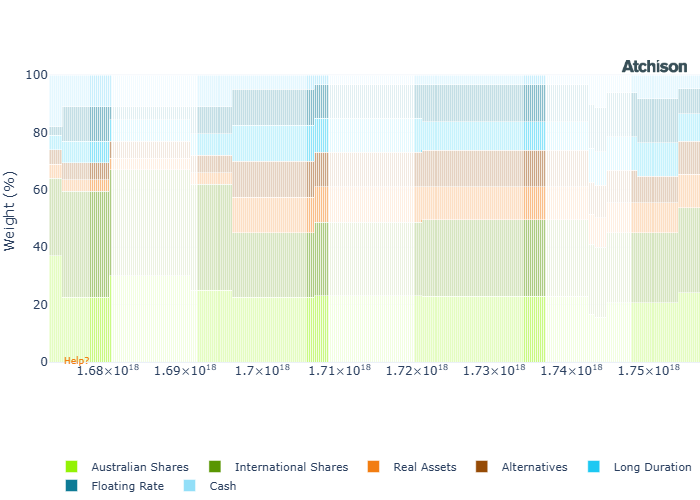 Atchison
100
80
60
40
20
0
Weight (%)
Help?
1.68×10¹⁸ 1.69×10¹⁸ 1.7×10¹⁸ 1.71×10¹⁸ 1.72×10¹⁸ 1.73×10¹⁸ 1.74×10¹⁸ 1.75×10¹⁸
Australian Shares International Shares Real Assets Alternatives Long Duration
Floating Rate Cash